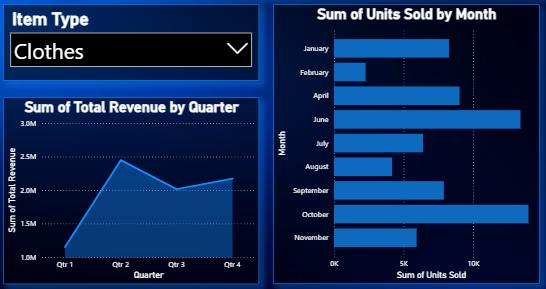 Item Type
Clothes
Sum of Total Revenue by Quarter
Sum of Total Revenue
3.0M
2.5M
2.0M
1.5M
1.0M
Qtr 1 Qtr 2 Qtr 3 Qtr 4
Quarter
Sum of Units Sold by Month
Month
January
February
April
June
July
August
September
October
November
0K 5K 10K
Sum of Units Sold